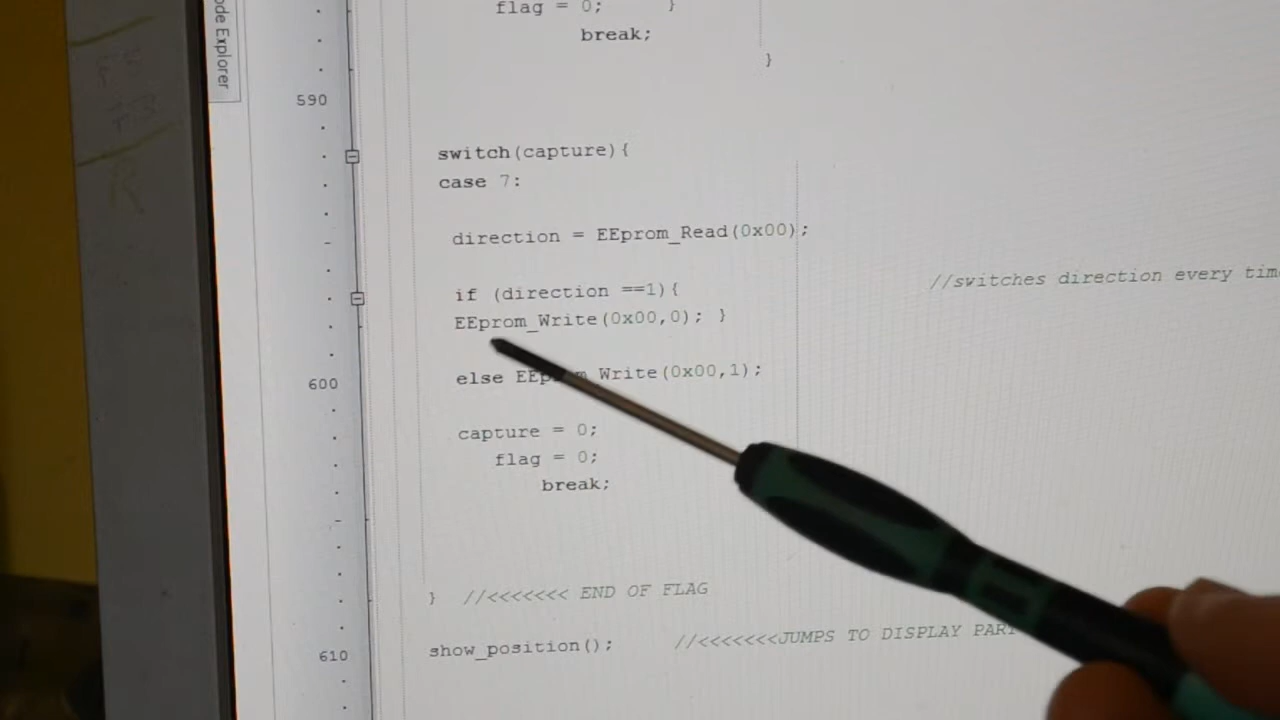 ode Explorer
flag = 0; }
break;
}
590
switch(capture){
case 7:
direction = EEprom_Read(0x00);
if (direction ==1){ //switches direction every tim
EEprom_Write(0x00,0); }
600 else EEprom_Write(0x00,1);
capture = 0;
flag = 0;
break;
} //<<<<<<< END OF FLAG
610 show_position(); //<<<<<<<JUMPS TO DISPLAY PAR